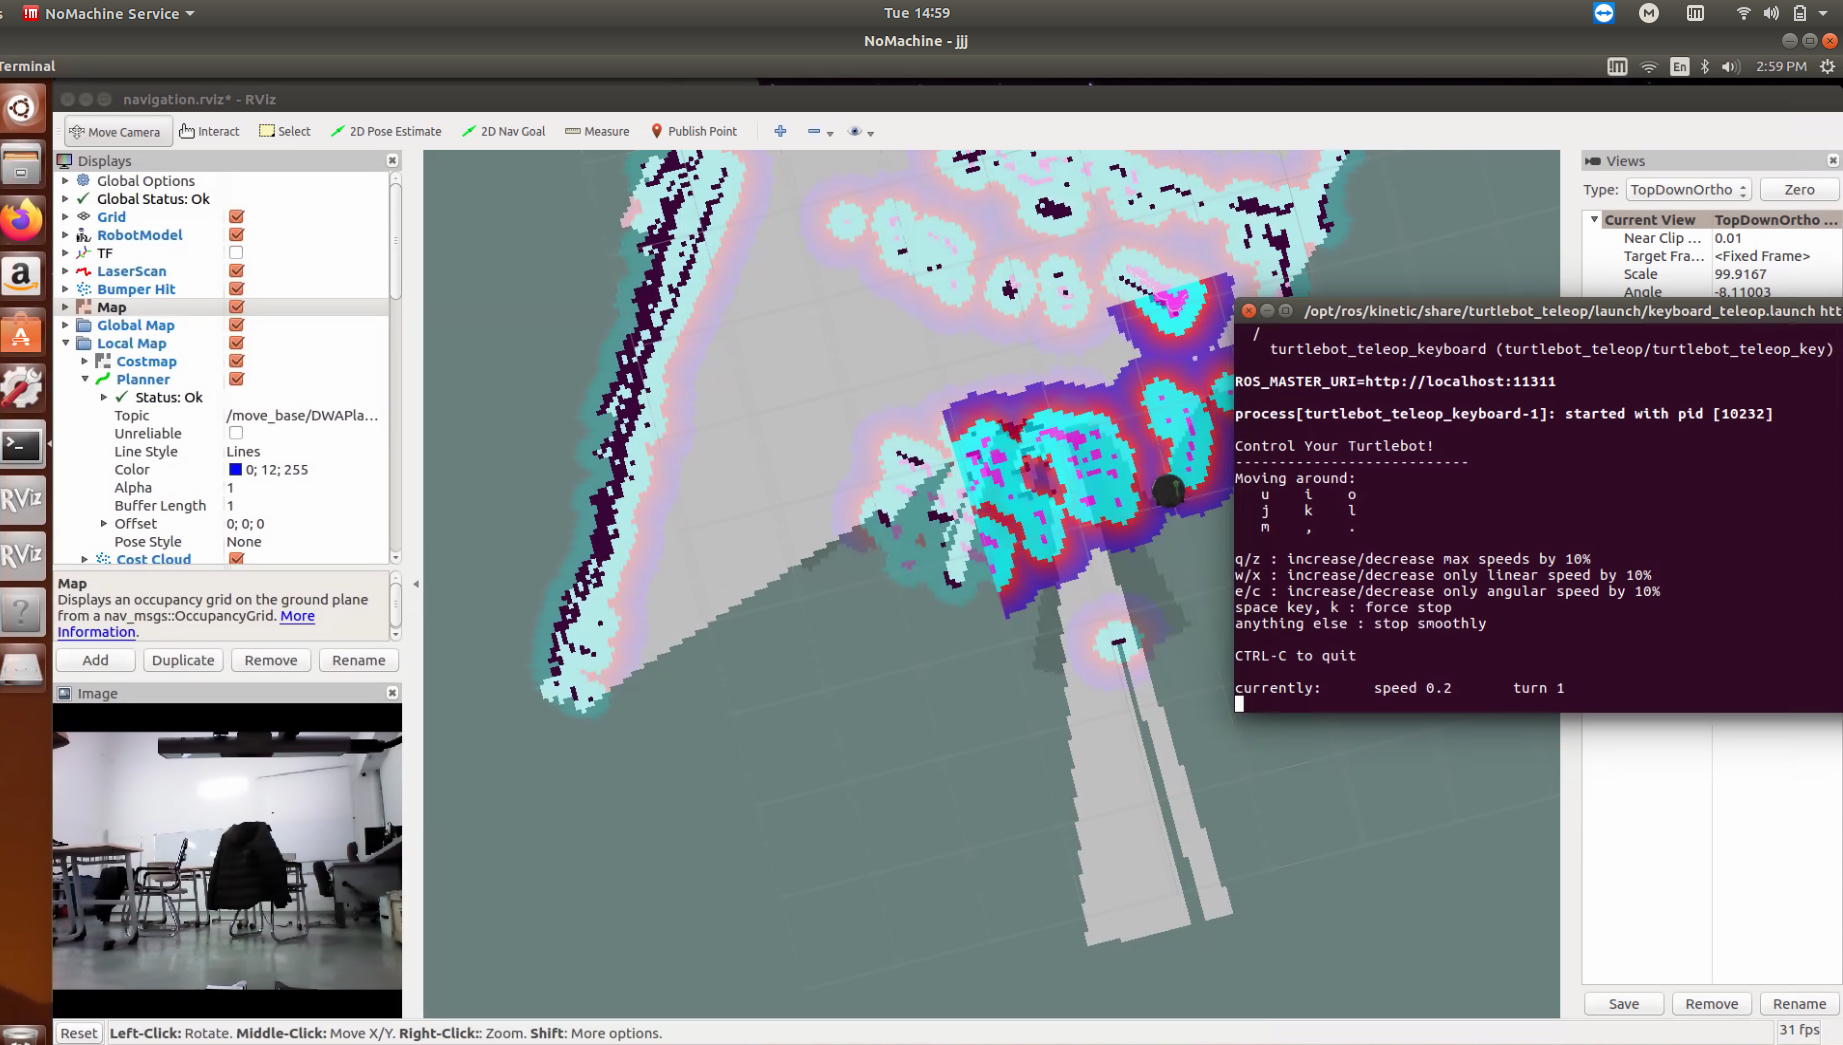 NoMachine Service
Tue 14:59
NoMachine - jjj
Terminal
En
2:59 PM
navigation.rviz* - RViz
Move Camera
Interact
Select
2D Pose Estimate
2D Nav Goal
Measure
Publish Point
Displays
Global Options
Global Status: Ok
Grid
RobotModel
TF
LaserScan
Bumper Hit
Map
Global Map
Local Map
Costmap
Planner
Status: Ok
Topic /move_base/DWAPla...
Unreliable
Line Style Lines
Color 0; 12; 255
Alpha 1
Buffer Length 1
Offset 0; 0; 0
Pose Style None
Cost Cloud
Map
Displays an occupancy grid on the ground plane
from a nav_msgs::OccupancyGrid. More
Information.
Add Duplicate Remove Rename
Image
Views
Type: TopDownOrtho Zero
Current View TopDownOrtho ...
Near Clip ... 0.01
Target Fra... <Fixed Frame>
Scale 99.9167
Angle -8.11003
/opt/ros/kinetic/share/turtlebot_teleop/launch/keyboard_teleop.launch htt
/
turtlebot_teleop_keyboard (turtlebot_teleop/turtlebot_teleop_key)
ROS_MASTER_URI=http://localhost:11311
process[turtlebot_teleop_keyboard-1]: started with pid [10232]
Control Your Turtlebot!
---------------------------
Moving around:
u i o
j k l
m , .
q/z : increase/decrease max speeds by 10%
w/x : increase/decrease only linear speed by 10%
e/c : increase/decrease only angular speed by 10%
space key, k : force stop
anything else : stop smoothly
CTRL-C to quit
currently: speed 0.2 turn 1
Save Remove Rename
Reset
Left-Click: Rotate. Middle-Click: Move X/Y. Right-Click:: Zoom. Shift: More options.
31 fps
RViz
RViz